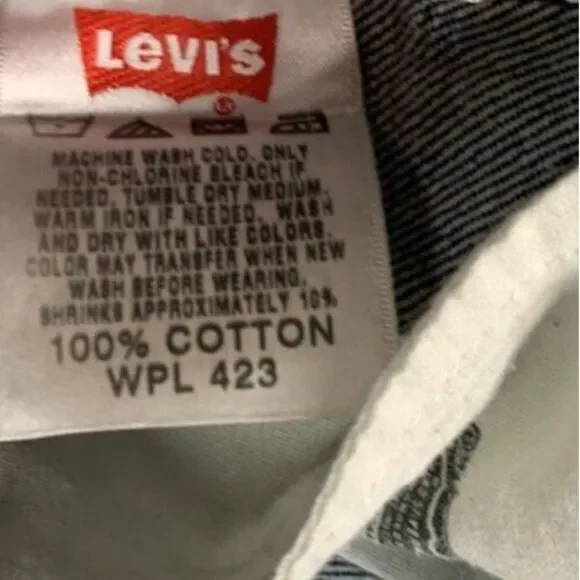 LEVI'S
®
MACHINE WASH COLD. ONLY
NON-CHLORINE BLEACH IF
NEEDED. TUMBLE DRY MEDIUM.
WARM IRON IF NEEDED. WASH
AND DRY WITH LIKE COLORS.
COLOR MAY TRANSFER WHEN NEW
WASH BEFORE WEARING.
SHRINKS APPROXIMATELY 10%
100% COTTON
WPL 423